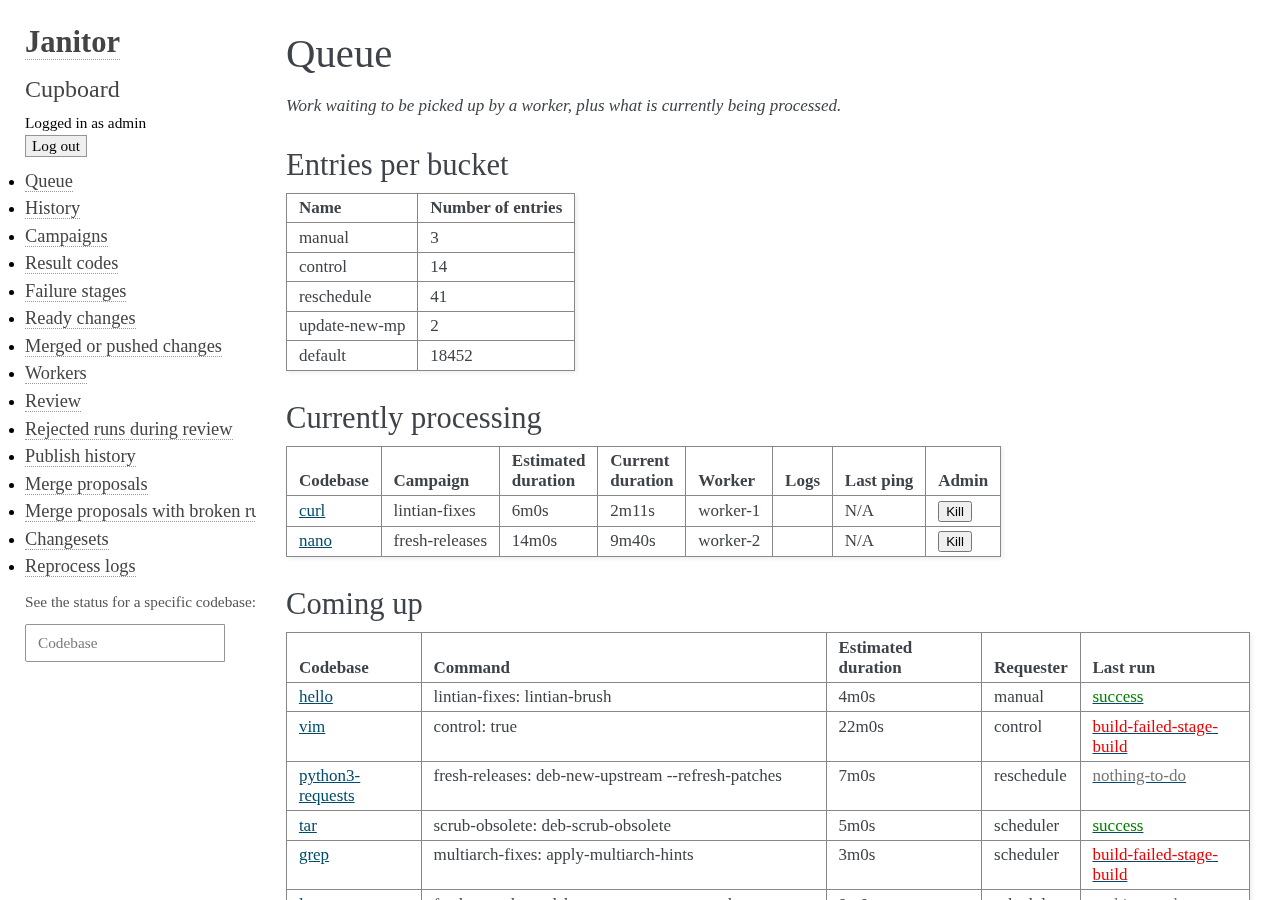 Janitor
Cupboard
Logged in as admin
Log out
Queue
History
Campaigns
Result codes
Failure stages
Ready changes
Merged or pushed changes
Workers
Review
Rejected runs during review
Publish history
Merge proposals
Merge proposals with broken
Changesets
Reprocess logs
See the status for a specific codebase:
Codebase
Queue
Work waiting to be picked up by a worker, plus what is currently being processed.
Entries per bucket
Name Number of entries
manual 3
control 14
reschedule 41
update-new-mp 2
default 18452
Currently processing
Codebase Campaign Estimated duration Current duration Worker Logs Last ping Admin
curl lintian-fixes 6m0s 2m11s worker-1 N/A Kill
nano fresh-releases 14m0s 9m40s worker-2 N/A Kill
Coming up
Codebase Command Estimated duration Requester Last run
hello lintian-fixes: lintian-brush 4m0s manual success
vim control: true 22m0s control build-failed-stage-build
python3-requests fresh-releases: deb-new-upstream --refresh-patches 7m0s reschedule nothing-to-do
tar scrub-obsolete: deb-scrub-obsolete 5m0s scheduler success
grep multiarch-fixes: apply-multiarch-hints 3m0s scheduler build-failed-stage-build